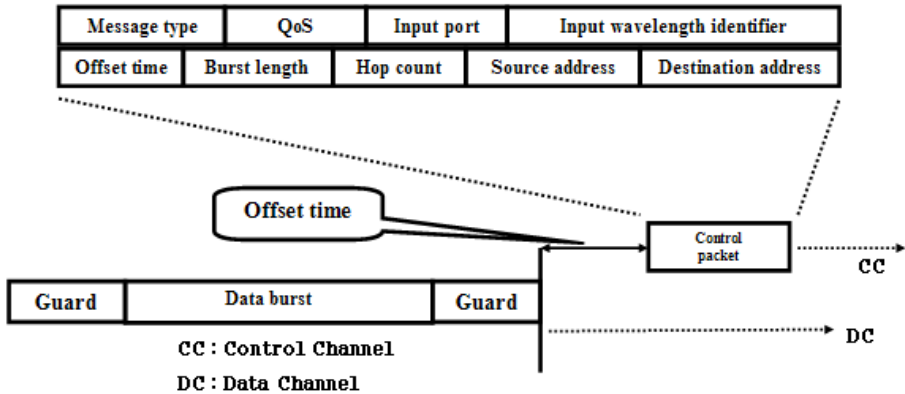 Message type QoS Input port Input wavelength identifier
Offset time Burst length Hop count Source address Destination address
Offset time
Control
packet
CC
Guard Data burst Guard
DC
CC : Control Channel
DC : Data Channel